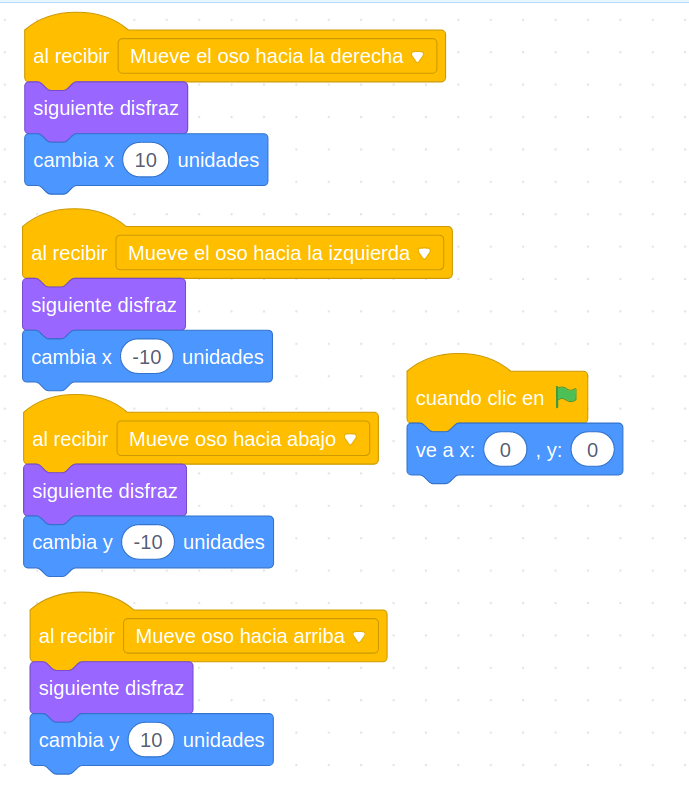 al recibir Mueve el oso hacia la derecha
siguiente disfraz
cambia x 10 unidades
al recibir Mueve el oso hacia la izquierda
siguiente disfraz
cambia x -10 unidades
al recibir Mueve oso hacia abajo
siguiente disfraz
cambia y -10 unidades
al recibir Mueve oso hacia arriba
siguiente disfraz
cambia y 10 unidades
cuando clic en
ve a x: 0 , y: 0